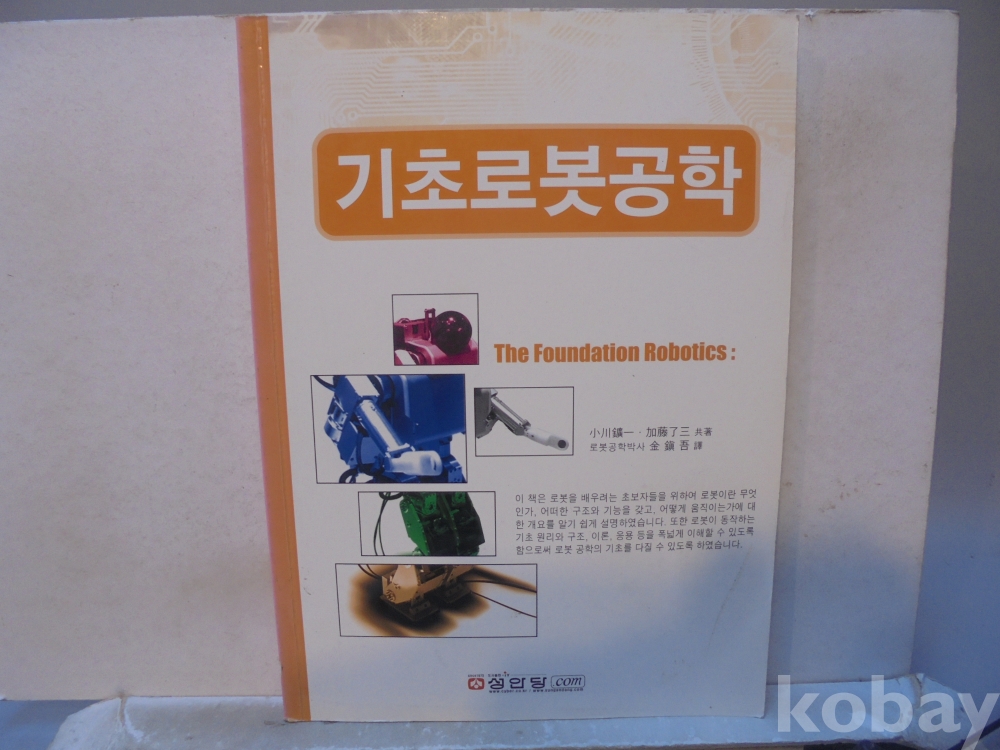 기초로봇공학
The Foundation Robotics :
小川鑛一 · 加藤了三 共著
로봇공학박사 金鎭吾 譯
이 책은 로봇을 배우려는 초보자들을 위하여 로봇이란 무엇
인가, 어떠한 구조와 기능을 갖고, 어떻게 움직이는가에 대
한 개요를 알기 쉽게 설명하였습니다. 또한 로봇이 동작하는
기초 원리와 구조, 이론, 응용 등을 폭넓게 이해할 수 있도록
함으로써 로봇 공학의 기초를 다질 수 있도록 하였습니다.
성안당.com
kobay